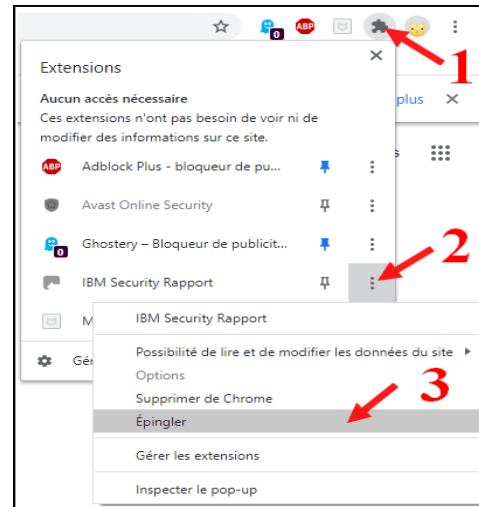 0
ABP
1
Extensions
plus
Aucun accès nécessaire
Ces extensions n'ont pas besoin de voir ni de
modifier des informations sur ce site.
s
ABP
Adblock Plus - bloqueur de pu...
Avast Online Security
0
Ghostery – Bloqueur de publicit...
2
IBM Security Rapport
M
IBM Security Rapport
Gér
Possibilité de lire et de modifier les données du site
Options
Supprimer de Chrome
3
Épingler
Gérer les extensions
Inspecter le pop-up